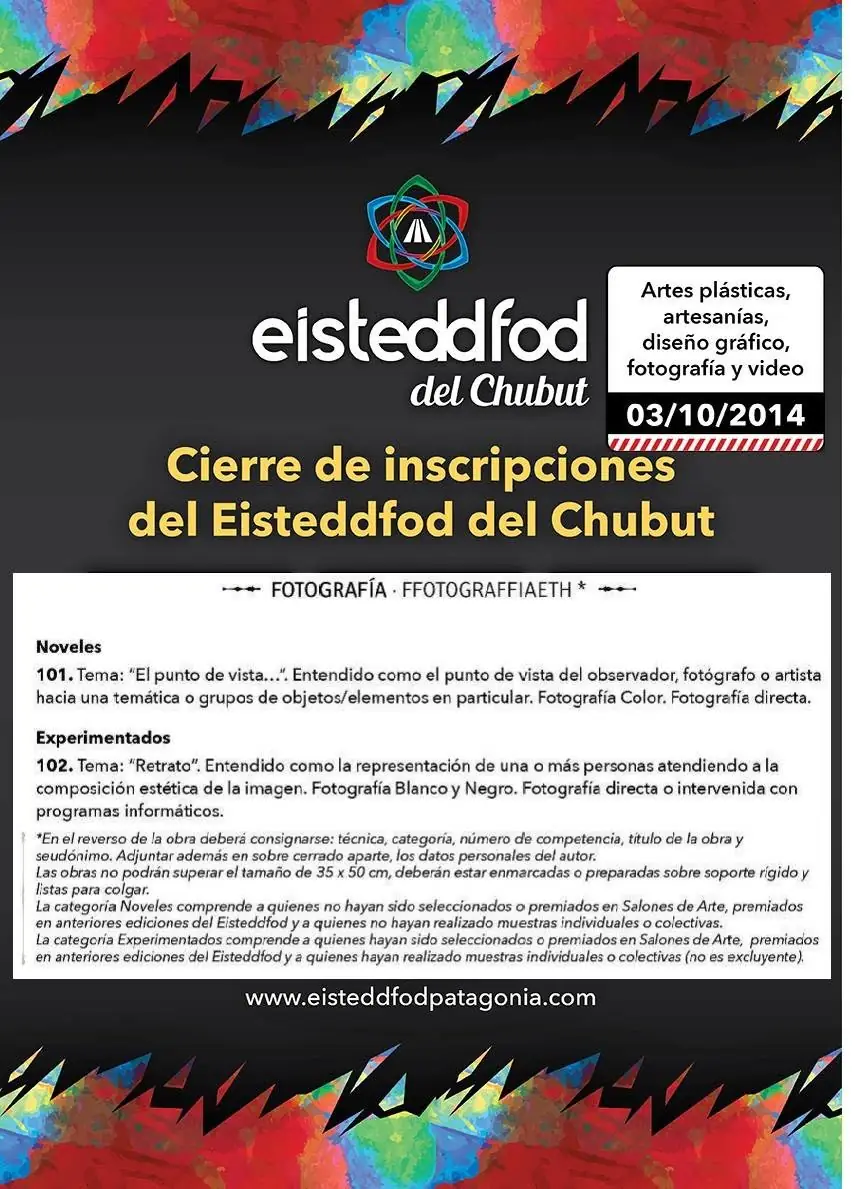 eisteddfod
del Chubut
Artes plásticas,
artesanías,
diseño gráfico,
fotografía y video
03/10/2014
Cierre de inscripciones
del Eisteddfod del Chubut
FOTOGRAFÍA · FFOTOGRAFFIAETH *
Noveles
101. Tema: “El punto de vista...”. Entendido como el punto de vista del observador, fotógrafo o artista
hacia una temática o grupos de objetos/elementos en particular. Fotografía Color. Fotografía directa.
Experimentados
102. Tema: “Retrato”. Entendido como la representación de una o más personas atendiendo a la
composición estética de la imagen. Fotografía Blanco y Negro. Fotografía directa o intervenida con
programas informáticos.
*En el reverso de la obra deberá consignarse: técnica, categoría, número de competencia, título de la obra y
seudónimo. Adjuntar además en sobre cerrado aparte, los datos personales del autor.
Las obras no podrán superar el tamaño de 35 x 50 cm, deberán estar enmarcadas o preparadas sobre soporte rígido y
listas para colgar.
La categoría Noveles comprende a quienes no hayan sido seleccionados o premiados en Salones de Arte, premiados
en anteriores ediciones del Eisteddfod y a quienes no hayan realizado muestras individuales o colectivas.
La categoría Experimentados comprende a quienes hayan sido seleccionados o premiados en Salones de Arte, premiados
en anteriores ediciones del Eisteddfod y a quienes hayan realizado muestras individuales o colectivas (no es excluyente).
www.eisteddfodpatagonia.com